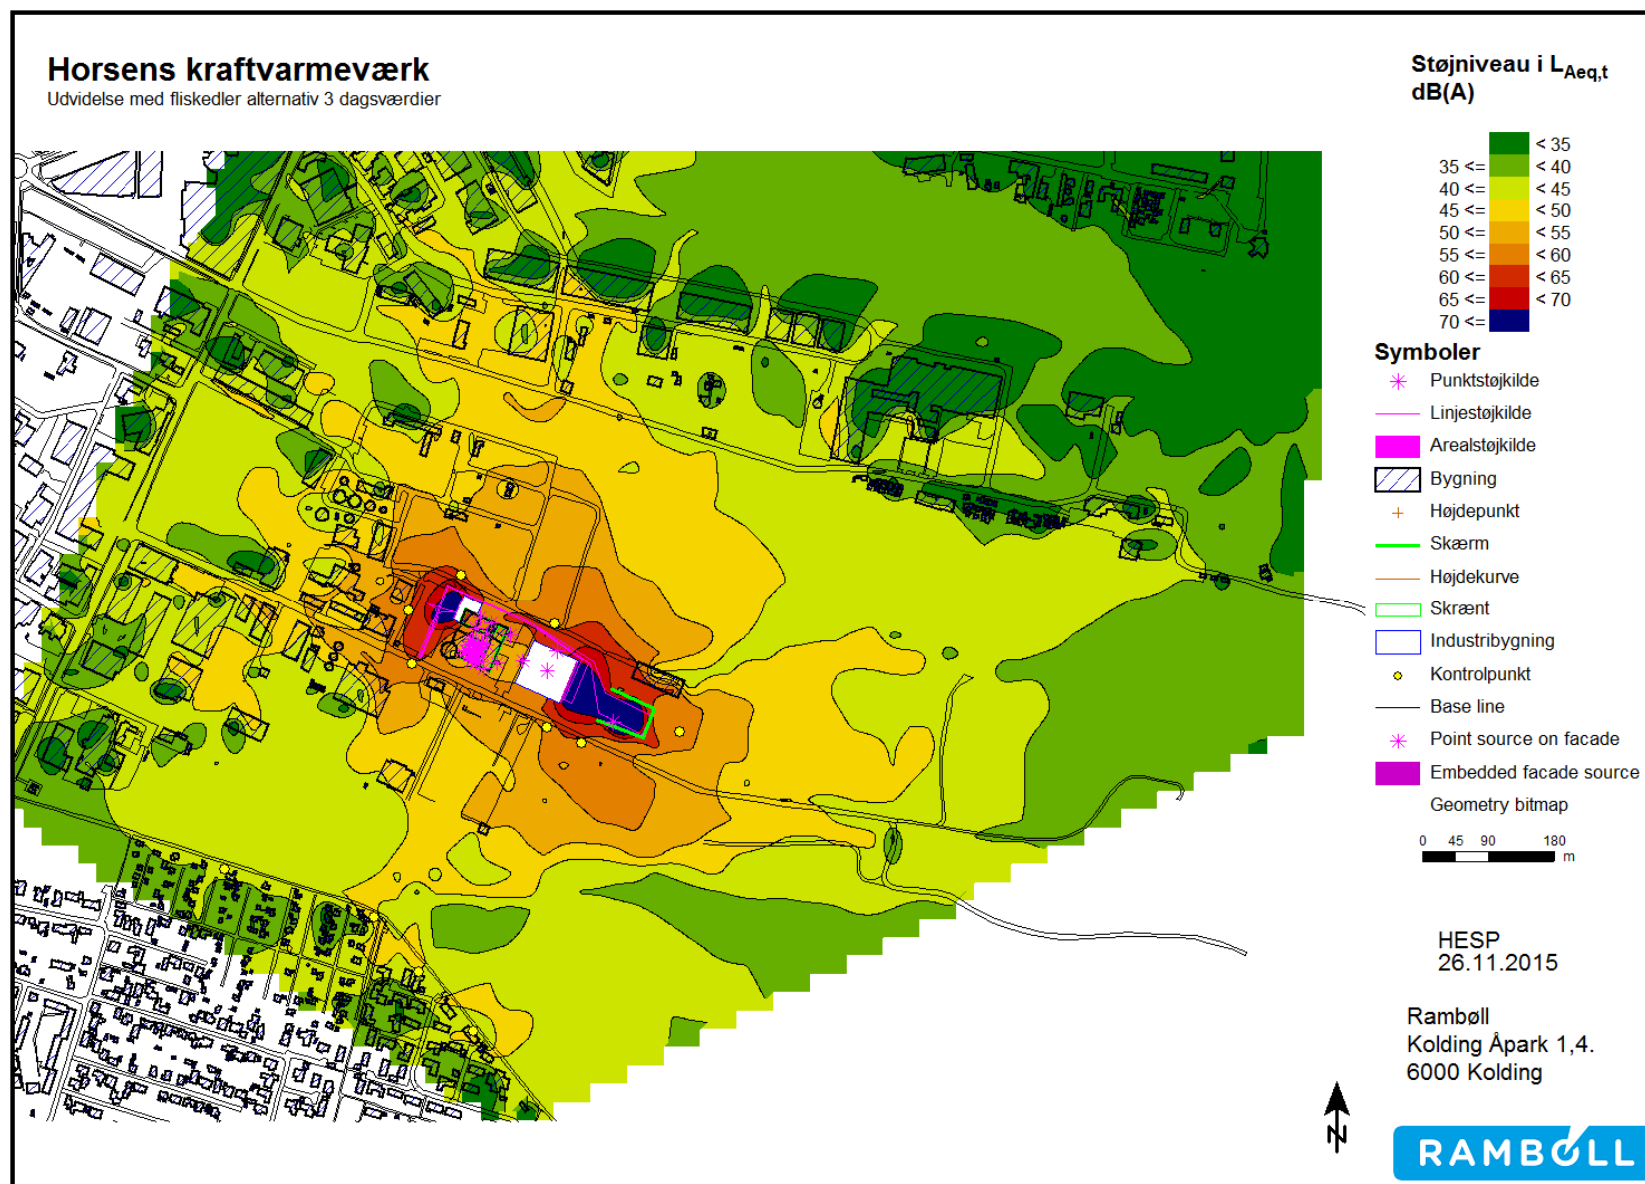 Horsens kraftvarmeværk
Udvidelse med fliskedler alternativ 3 dagsværdier
Støjniveau i LAeq,t
dB(A)
< 35
35 <= < 40
40 <= < 45
45 <= < 50
50 <= < 55
55 <= < 60
60 <= < 65
65 <= < 70
70 <=
Symboler
Punktstøjkilde
Linjestøjkilde
Arealstøjkilde
Bygning
Højdepunkt
Skærm
Højdekurve
Skrænt
Industribygning
Kontrolpunkt
Base line
Point source on facade
Embedded facade source
Geometry bitmap
0 45 90 180
m
HESP
26.11.2015
Rambøll
Kolding Åpark 1,4.
6000 Kolding
N
RAMBØLL